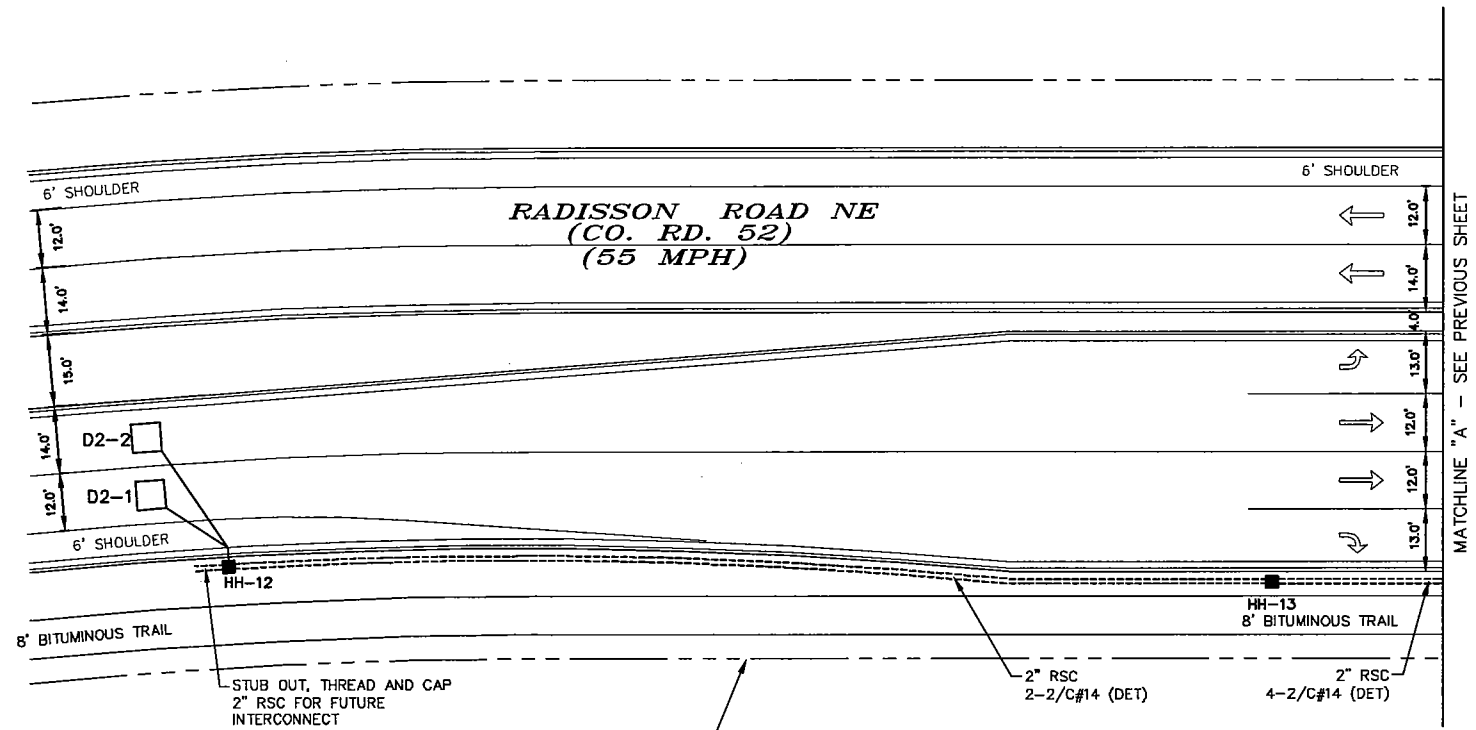 6' SHOULDER
6' SHOULDER
RADISSON ROAD NE
(CO. RD. 52)
(55 MPH)
12.0'
14.0'
15.0'
14.0'
12.0'
12.0'
14.0'
4.0'
13.0'
12.0'
12.0'
13.0'
D2-2
D2-1
6' SHOULDER
HH-12
HH-13
8' BITUMINOUS TRAIL
8' BITUMINOUS TRAIL
STUB OUT, THREAD AND CAP
2" RSC FOR FUTURE
INTERCONNECT
2" RSC
2-2/C#14 (DET)
2" RSC
4-2/C#14 (DET)
MATCHLINE "A" - SEE PREVIOUS SHEET